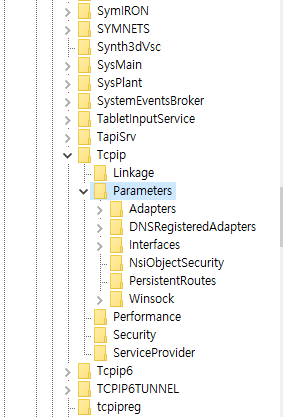 SymIRON
SYMNETS
Synth3dVsc
SysMain
SysPlant
SystemEventsBroker
TabletInputService
TapiSrv
Tcpip
Linkage
Parameters
Adapters
DNSRegisteredAdapters
Interfaces
NsiObjectSecurity
PersistentRoutes
Winsock
Performance
Security
ServiceProvider
Tcpip6
TCPIP6TUNNEL
tcpipreg